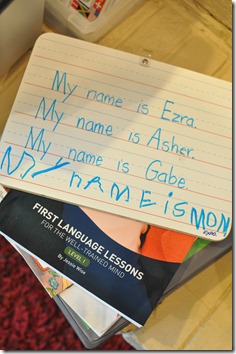 My name is Ezra.
My name is Asher.
My name is Gabe.
MY nAME iS MOM
FIRST LANGUAGE LESSONS
FOR THE WELL-TRAINED MIND
LEVEL 1
By Jessie Wise